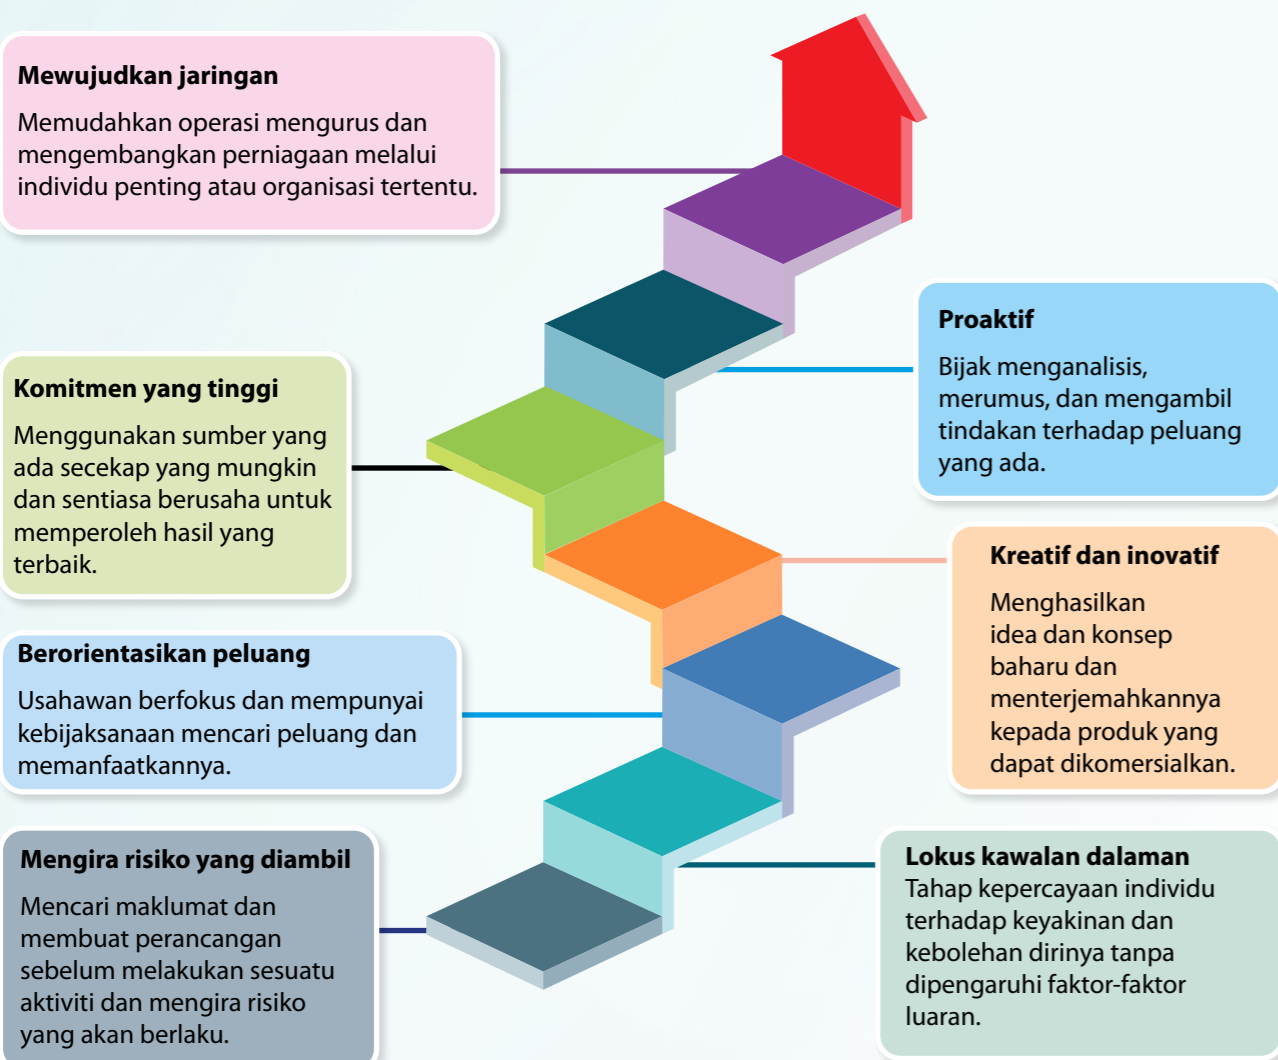 Mewujudkan jaringan
Memudahkan operasi mengurus dan
mengembangkan perniagaan melalui
individu penting atau organisasi tertentu.
Proaktif
Bijak menganalisis,
merumus, dan mengambil
tindakan terhadap peluang
yang ada.
Komitmen yang tinggi
Menggunakan sumber yang
ada secekap yang mungkin
dan sentiasa berusaha untuk
memperoleh hasil yang
terbaik.
Kreatif dan inovatif
Menghasilkan
idea dan konsep
baharu dan
menterjemahkannya
kepada produk yang
dapat dikomersialkan.
Berorientasikan peluang
Usahawan berfokus dan mempunyai
kebijaksanaan mencari peluang dan
memanfaatkannya.
Lokus kawalan dalaman
Tahap kepercayaan individu
terhadap keyakinan dan
kebolehan dirinya tanpa
dipengaruhi faktor-faktor
luaran.
Mengira risiko yang diambil
Mencari maklumat dan
membuat perancangan
sebelum melakukan sesuatu
aktiviti dan mengira risiko
yang akan berlaku.